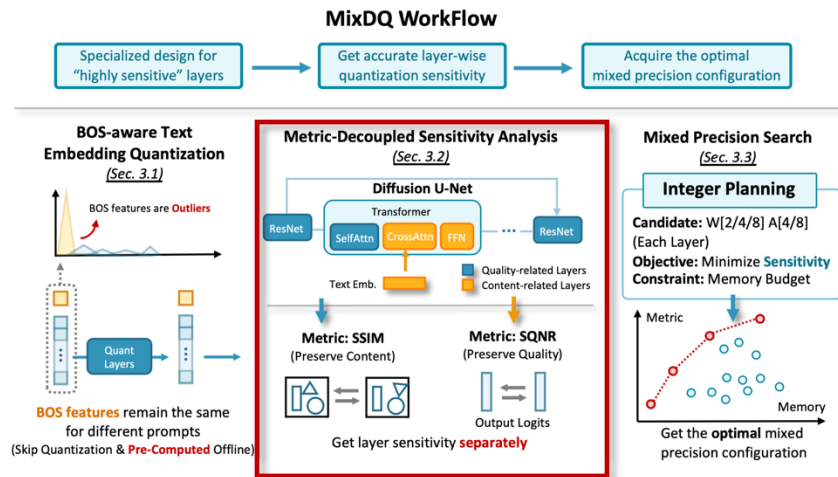 MixDQ WorkFlow
Specialized design for
"highly sensitive" layers
Get accurate layer-wise
quantization sensitivity
Acquire the optimal
mixed precision configuration
BOS-aware Text
Embedding Quantization
(Sec. 3.1)
BOS features are Outliers
Quant
Layers
BOS features remain the same
for different prompts
(Skip Quantization & Pre-Computed Offline)
Metric-Decoupled Sensitivity Analysis
(Sec. 3.2)
Diffusion U-Net
Transformer
ResNet
SelfAttn
CrossAttn
FFN
...
ResNet
Text Emb.
Quality-related Layers
Content-related Layers
Metric: SSIM
(Preserve Content)
Metric: SQNR
(Preserve Quality)
Output Logits
Get layer sensitivity separately
Mixed Precision Search
(Sec. 3.3)
Integer Planning
Candidate: W[2/4/8] A[4/8]
(Each Layer)
Objective: Minimize Sensitivity
Constraint: Memory Budget
Metric
Memory
Get the optimal mixed
precision configuration